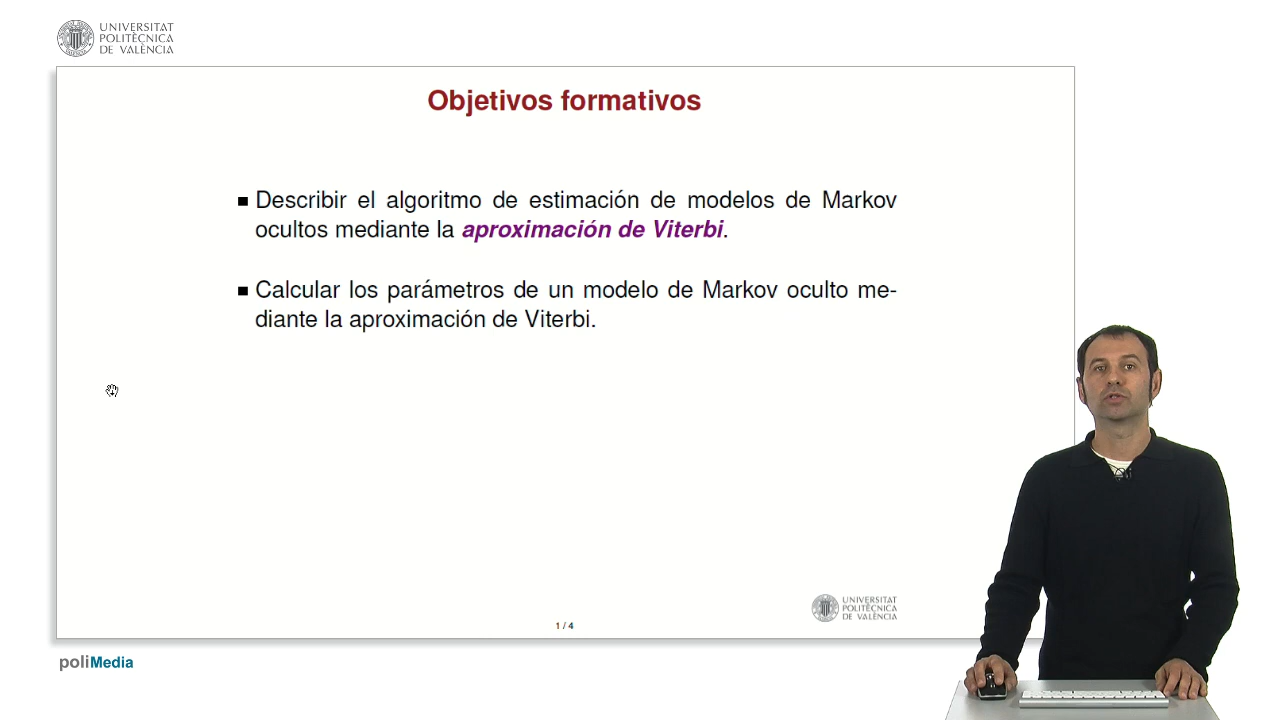 UNIVERSITAT
POLITÈCNICA
DE VALÈNCIA
Objetivos formativos
Describir el algoritmo de estimación de modelos de Markov
ocultos mediante la aproximación de Viterbi.
Calcular los parámetros de un modelo de Markov oculto me-
diante la aproximación de Viterbi.
UNIVERSITAT
POLITÈCNICA
DE VALÈNCIA
1 / 4
poliMedia